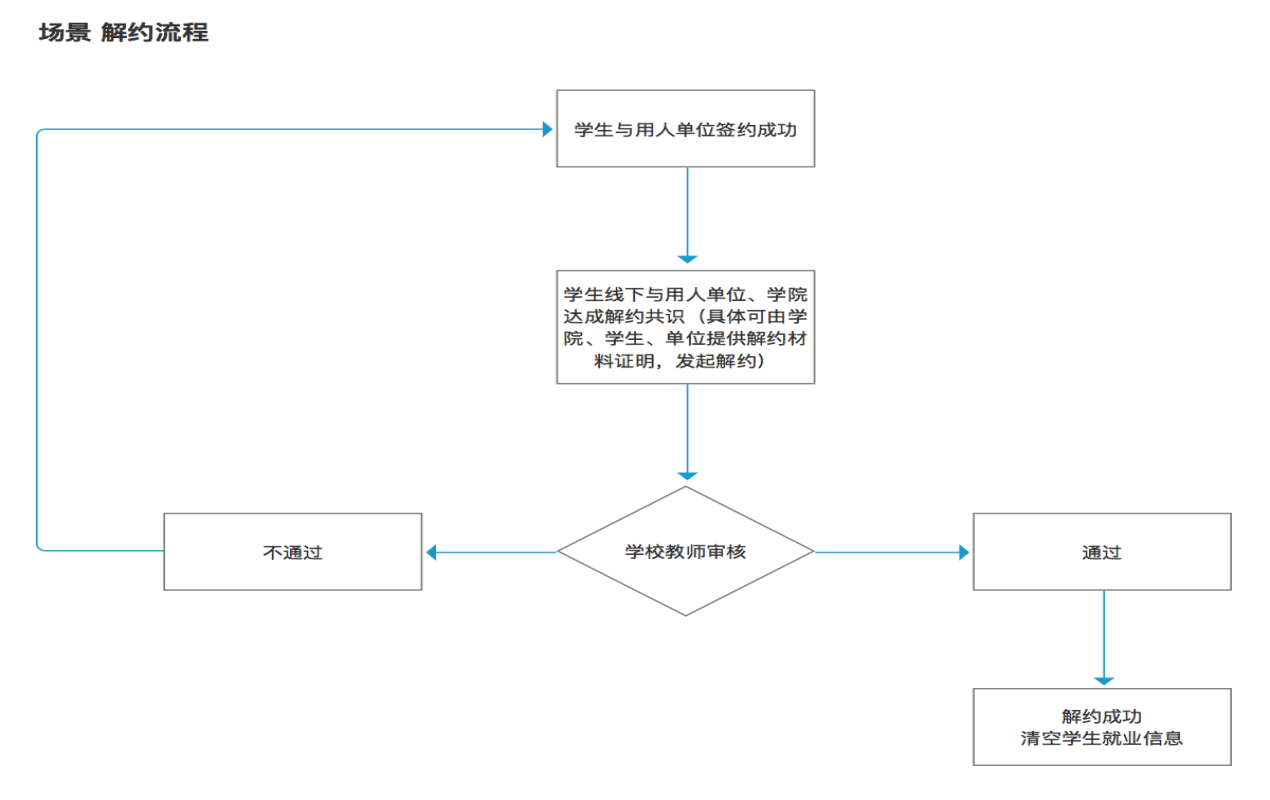 场景 解约流程
学生与用人单位签约成功
学生线下与用人单位、学院
达成解约共识（具体可由学
院、学生、单位提供解约材
料证明，发起解约）
不通过
学校教师审核
通过
解约成功
清空学生就业信息